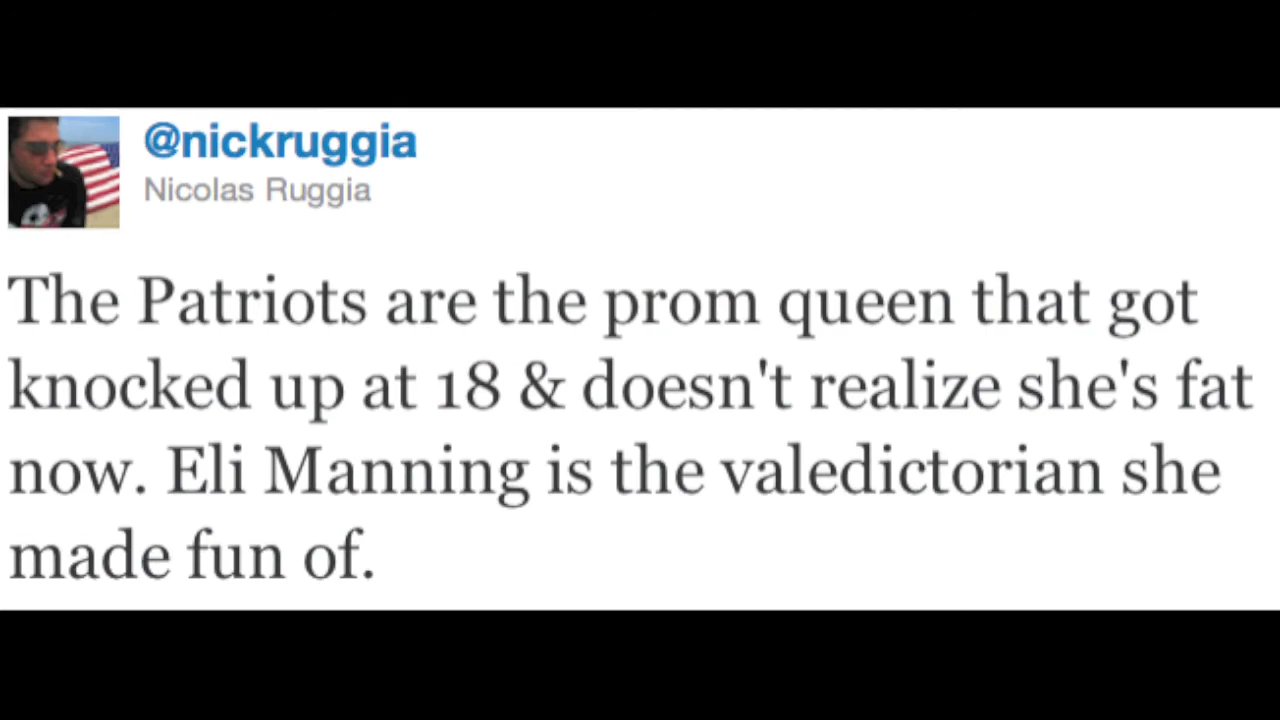 @nickruggia
Nicolas Ruggia
The Patriots are the prom queen that got
knocked up at 18 & doesn't realize she's fat
now. Eli Manning is the valedictorian she
made fun of.